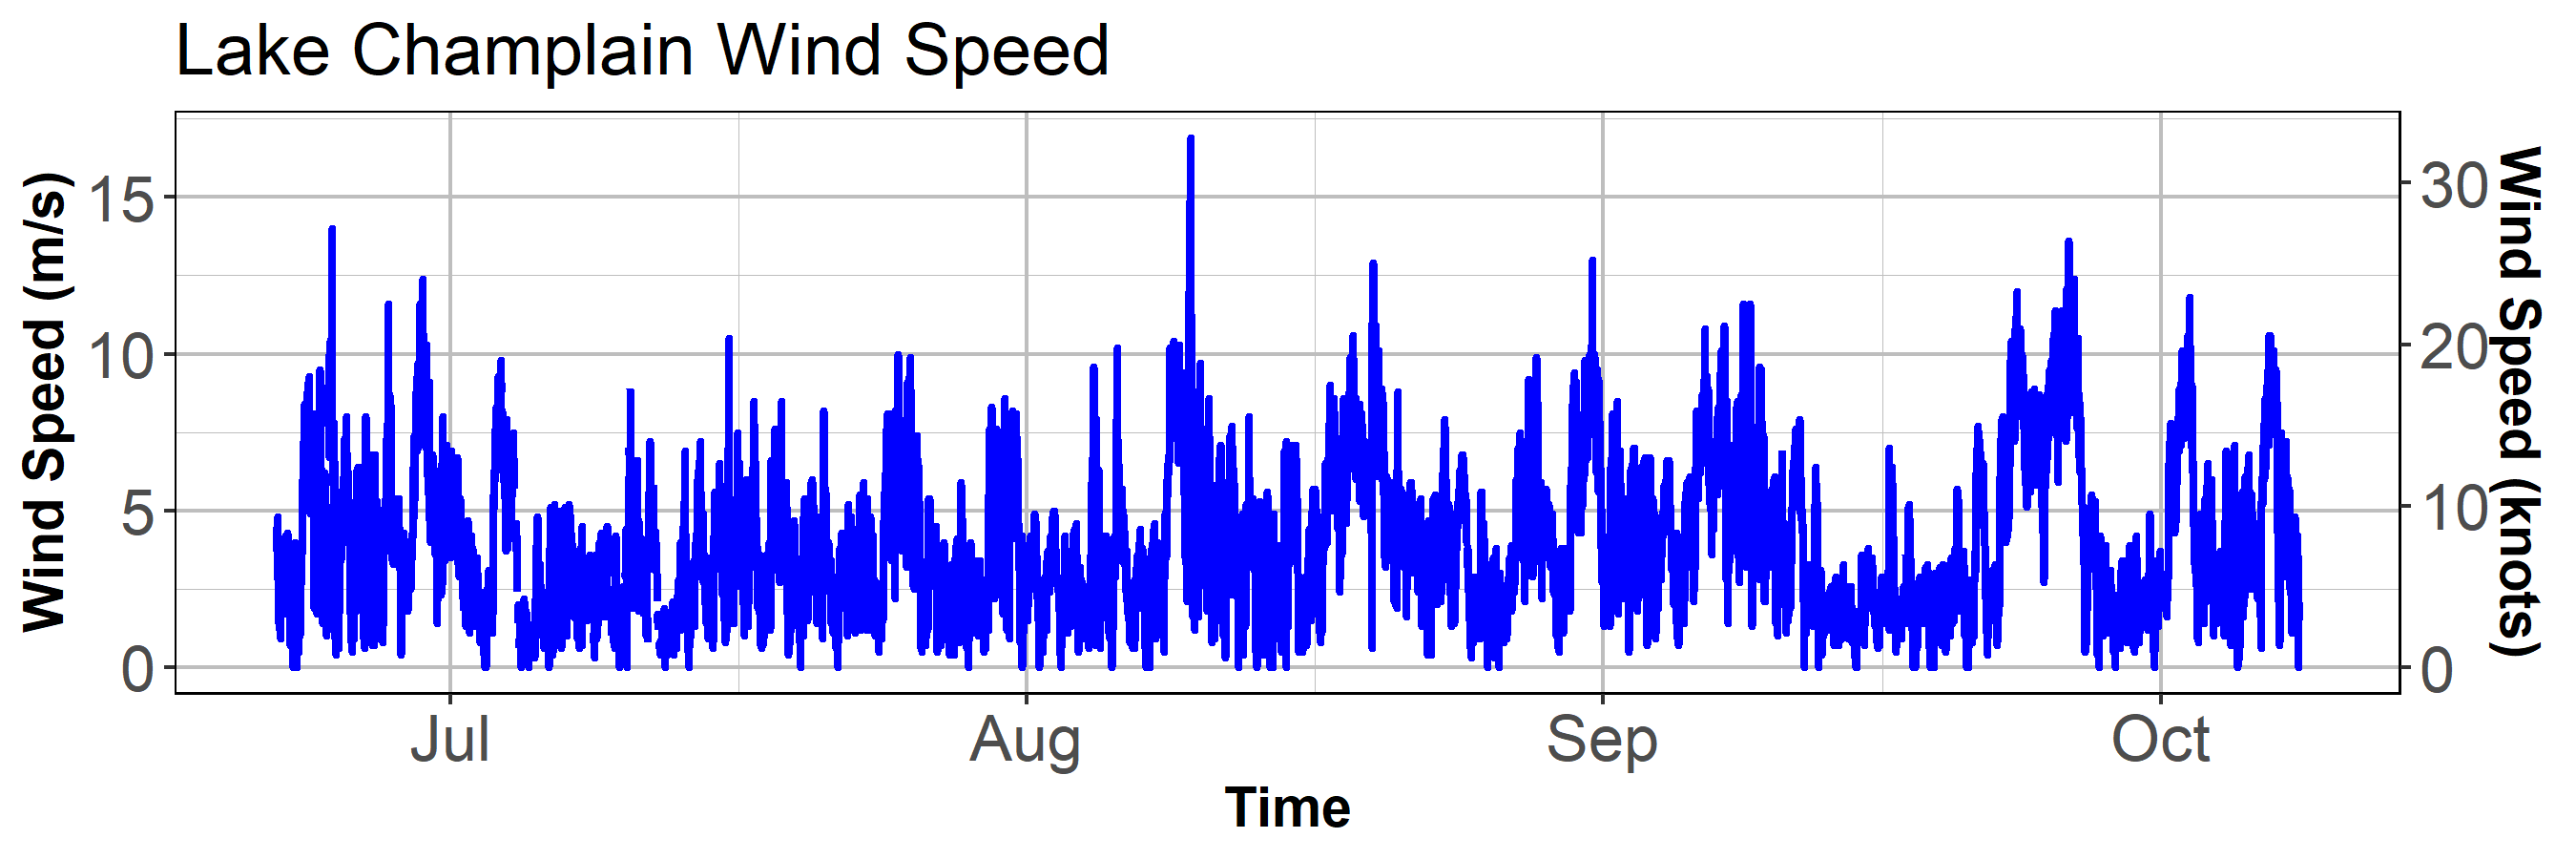 Lake Champlain Wind Speed
Wind Speed (m/s)
15
10
5
0
30
20
10
0
Wind Speed (knots)
Jul
Aug
Sep
Oct
Time